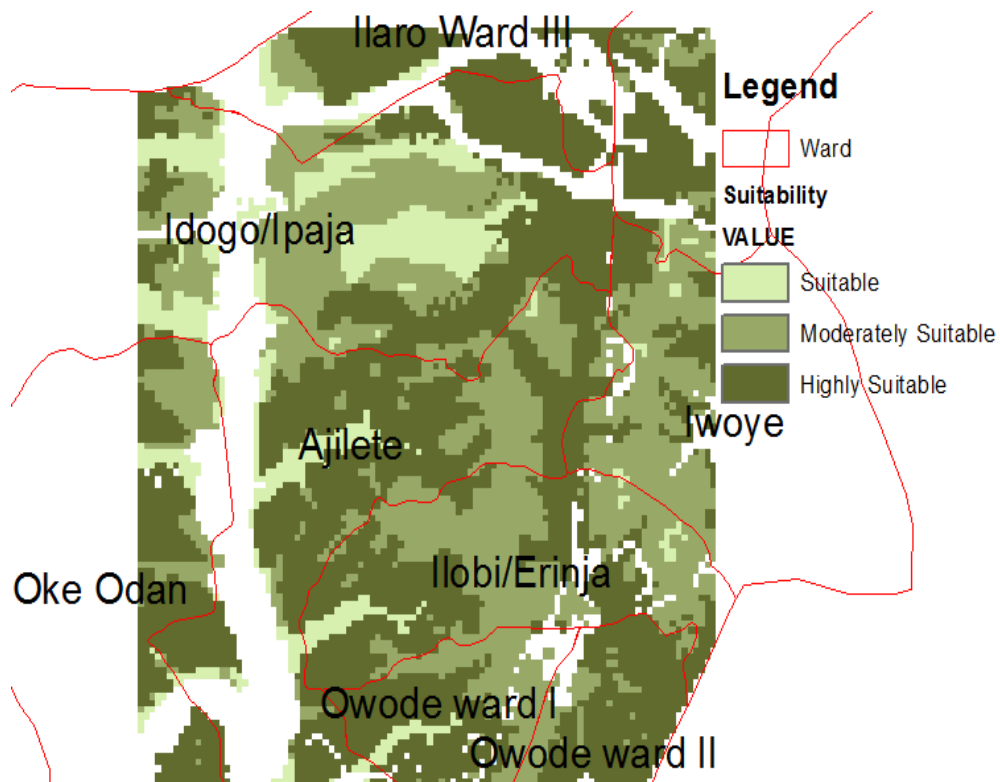 Ilaro Ward III
Legend
Ward
Suitability
VALUE
Suitable
Moderately Suitable
Highly Suitable
Idogo/Ipaja
Iwoye
Ajilete
Ilobi/Erinja
Oke Odan
Owode ward I
Owode ward II